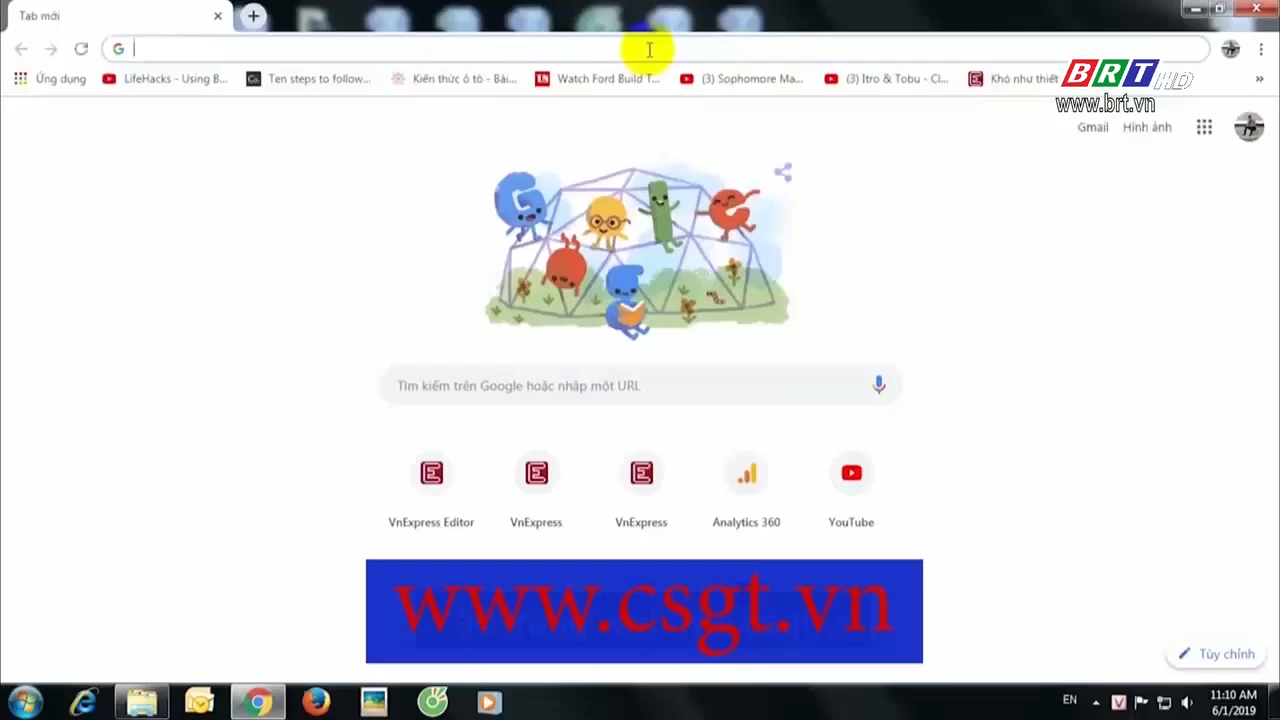 Tab mới
BRT HD
www.brt.vn
Ứng dụng
LifeHacks - Using B...
Ten steps to follow...
Kiến thức ô tô - Bài...
Watch Ford Build T...
(3) Sophomore Ma...
(3) Itro & Tobu - Cl...
Khó như thiết
Gmail
Hình ảnh
Tìm kiếm trên Google hoặc nhập một URL
VnExpress Editor
VnExpress
VnExpress
Analytics 360
YouTube
www.csgt.vn
Tùy chỉnh
EN
11:10 AM
6/1/2019